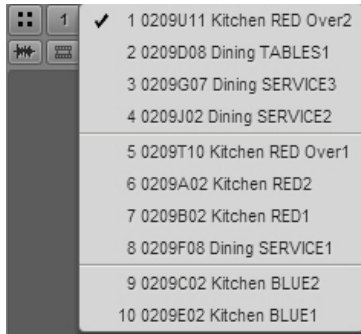 1
1 0209U11 Kitchen RED Over2
2 0209D08 Dining TABLES1
3 0209G07 Dining SERVICE3
4 0209J02 Dining SERVICE2
5 0209T10 Kitchen RED Over1
6 0209A02 Kitchen RED2
7 0209B02 Kitchen RED1
8 0209F08 Dining SERVICE1
9 0209C02 Kitchen BLUE2
10 0209E02 Kitchen BLUE1